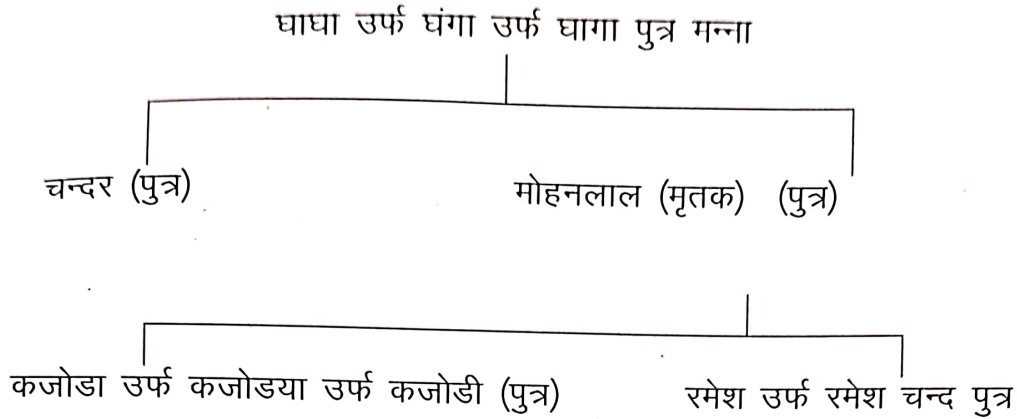 घाघा उर्फ घंगा उर्फ घागा पुत्र मन्ना
चन्दर (पुत्र) मोहनलाल (मृतक) (पुत्र)
कजोडा उर्फ कजोडया उर्फ कजोडी (पुत्र) रमेश उर्फ रमेश चन्द पुत्र